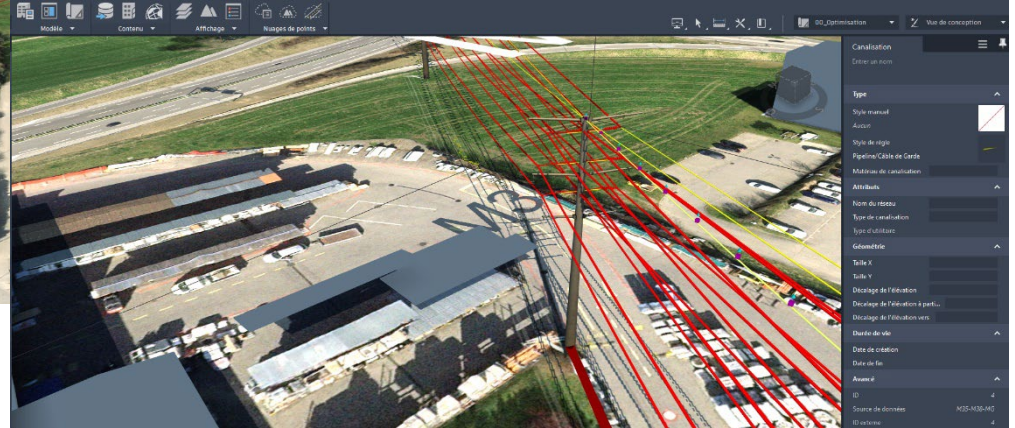 Modèle
Contenu
Affichage
Nuages de points
00_Optimisation
Vue de conception
Canalisation
Entrer un nom
Type
Style manuel
Aucun
Style de règle
Pipeline/Câble de Garde
Matériau de canalisation
Attributs
Nom du réseau
Type de canalisation
Type d'utilitaire
Géométrie
Taille X
Taille Y
Décalage de l'élévation
Décalage de l'élévation à parti...
Décalage de l'élévation vers
Durée de vie
Date de création
Date de fin
Avancé
ID 4
Source de données M35-M36-MG
ID externe 4